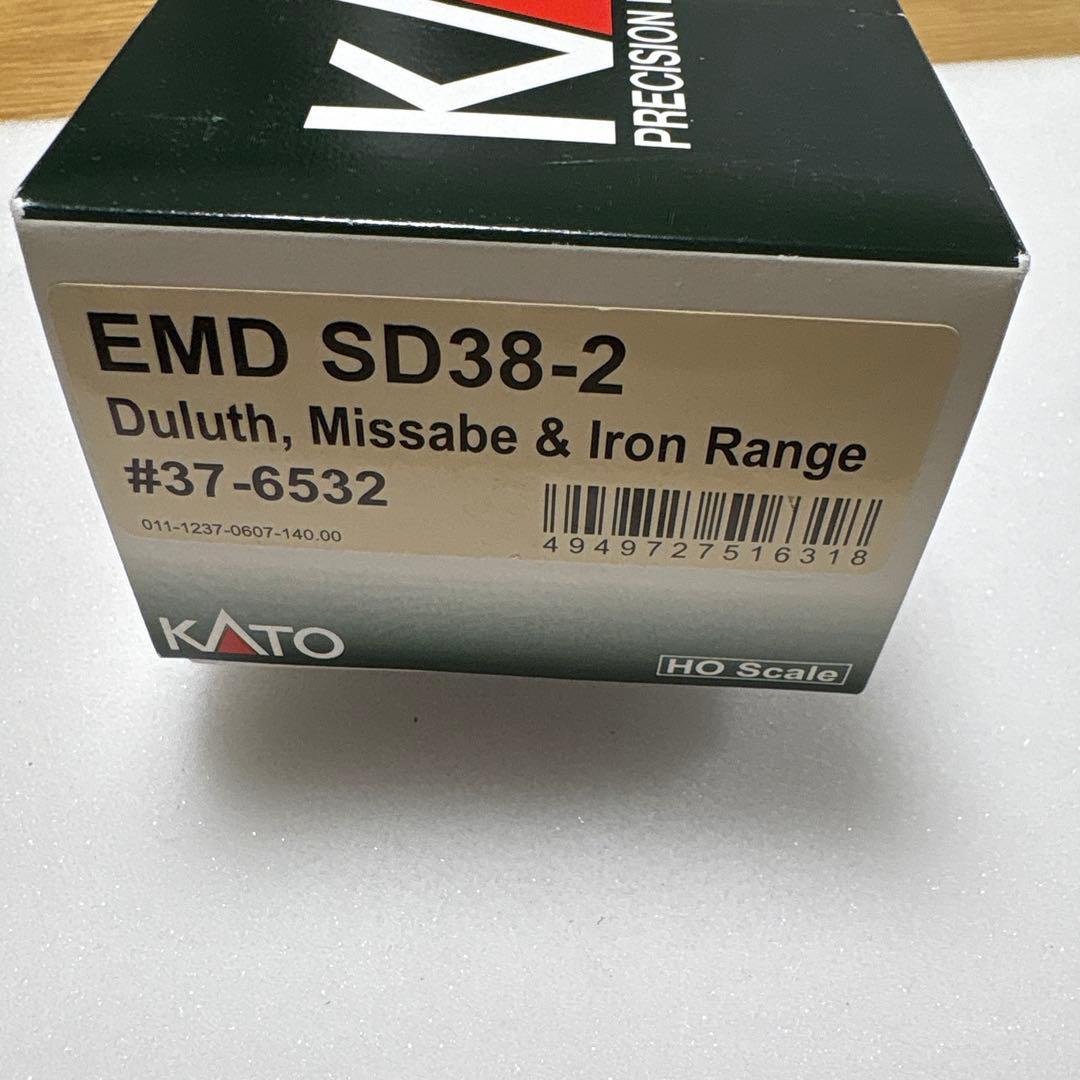 PRECISION
EMD SD38-2
Duluth, Missabe & Iron Range
#37-6532
011-1237-0607-140.00
4949727516318
KATO
HO Scale